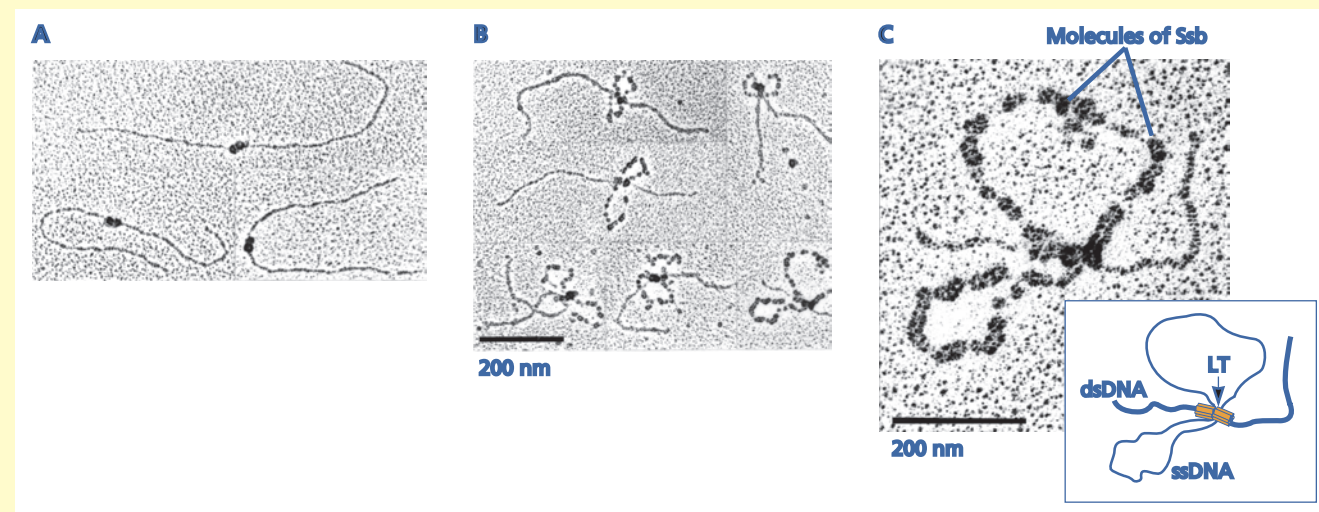 A
B
C
Molecules of Ssb
200 nm
LT
dsDNA
200 nm
ssDNA